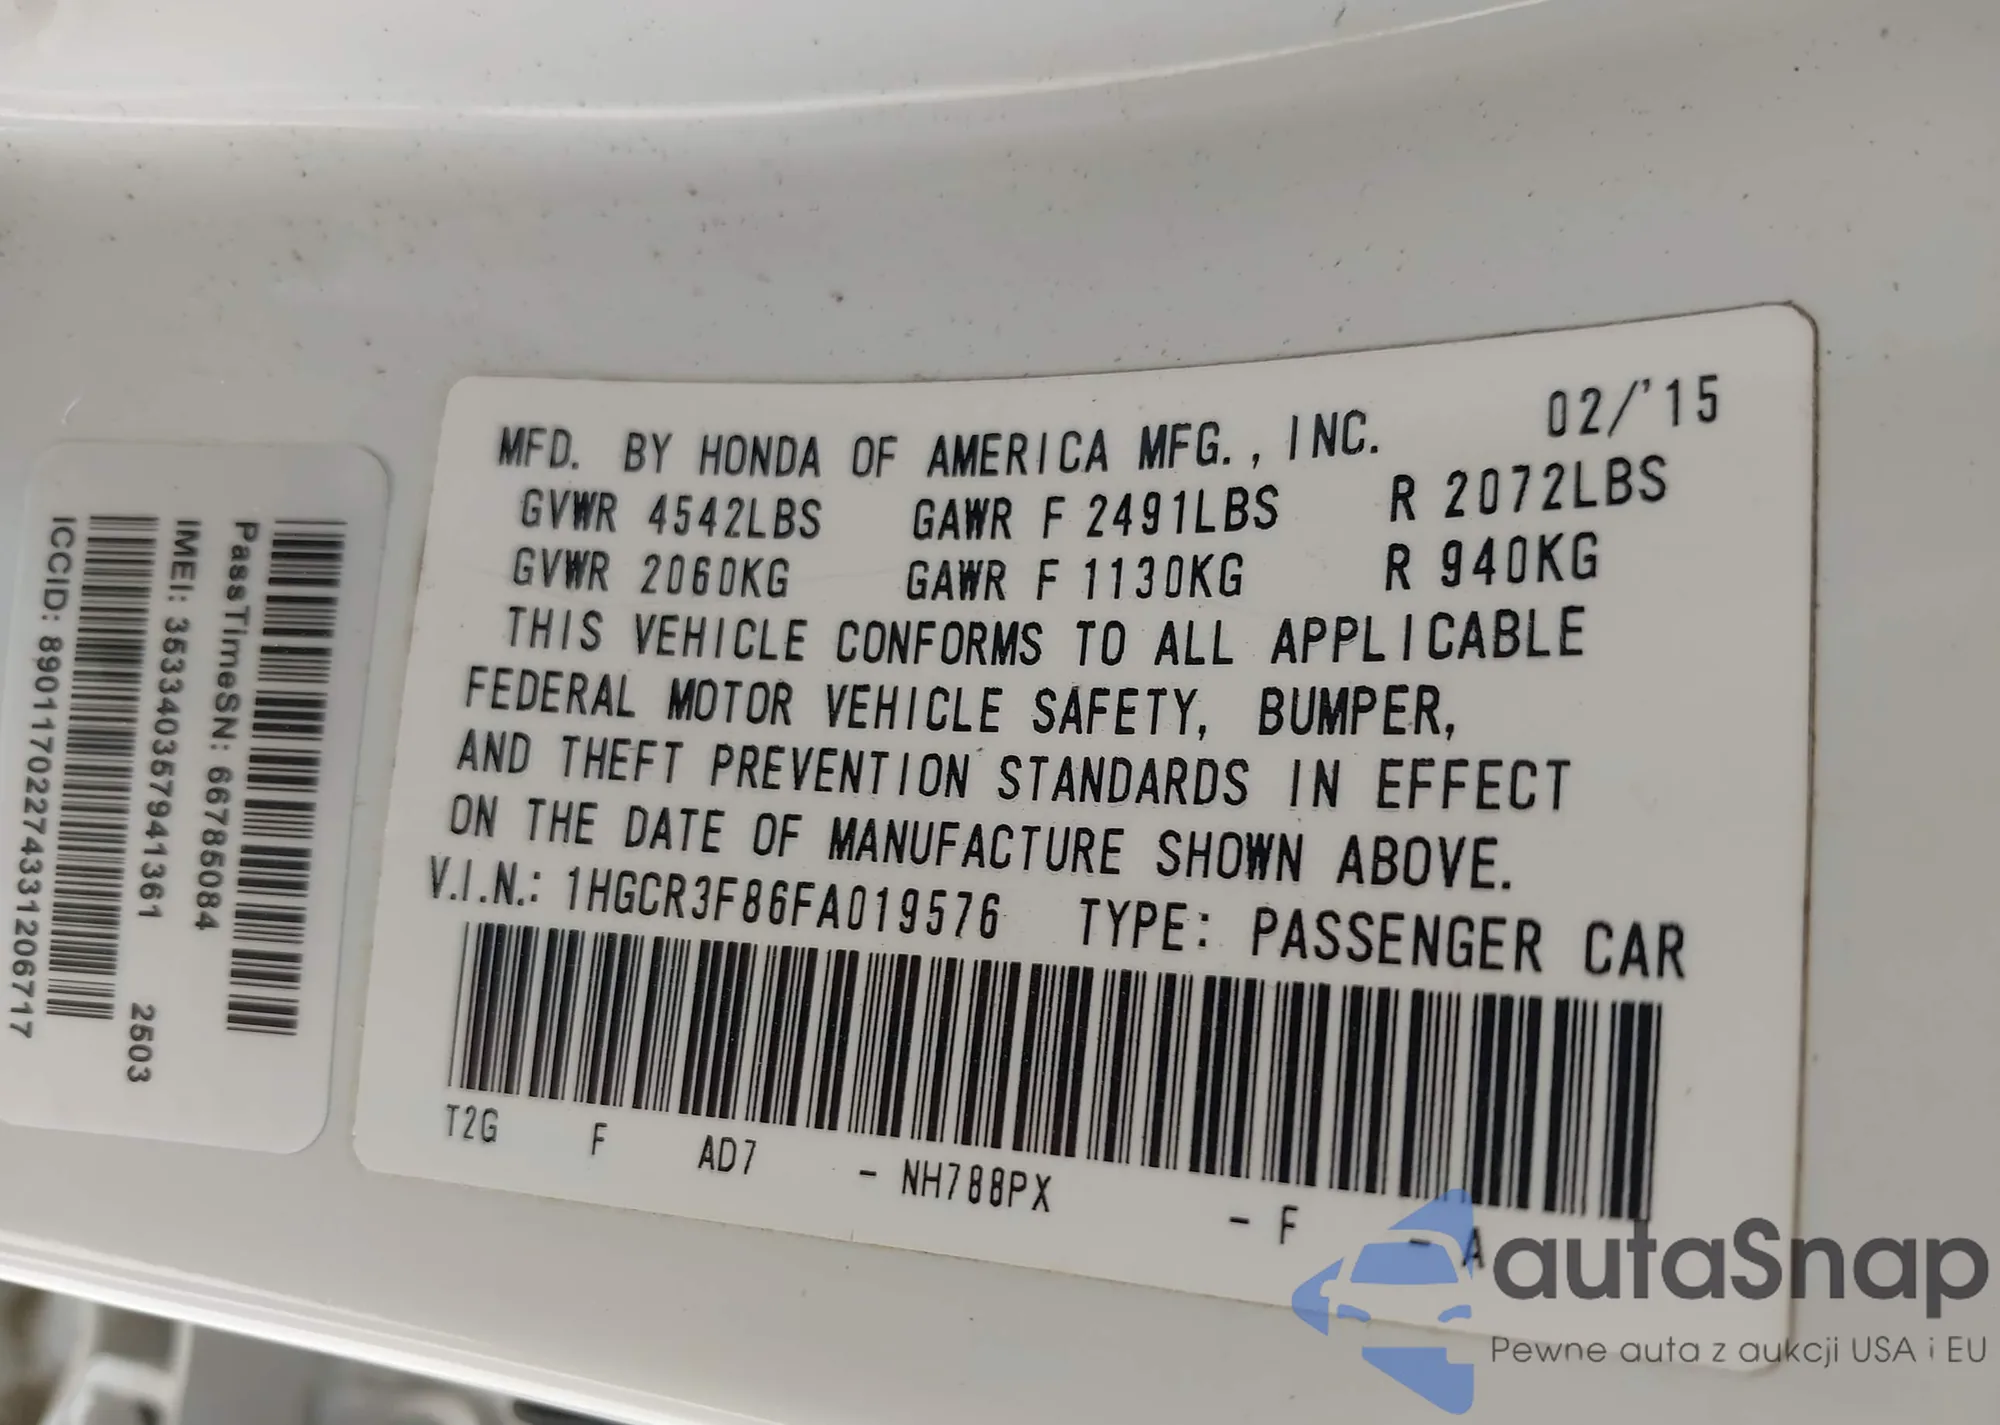 MFD. BY HONDA OF AMERICA MFG., INC. 02/'15
GVWR 4542LBS GAWR F 2491LBS R 2072LBS
GVWR 2060KG GAWR F 1130KG R 940KG
THIS VEHICLE CONFORMS TO ALL APPLICABLE
FEDERAL MOTOR VEHICLE SAFETY, BUMPER,
AND THEFT PREVENTION STANDARDS IN EFFECT
ON THE DATE OF MANUFACTURE SHOWN ABOVE.
V.I.N.: 1HGCR3F86FA019576 TYPE: PASSENGER CAR
T2G F AD7 - NH788PX - F - A
PassTimeSN: 66785084
IMEI: 353340357941361 2503
ICCID: 89011702274331206717
autaSnap
Pewne auta z aukcji USA i EU